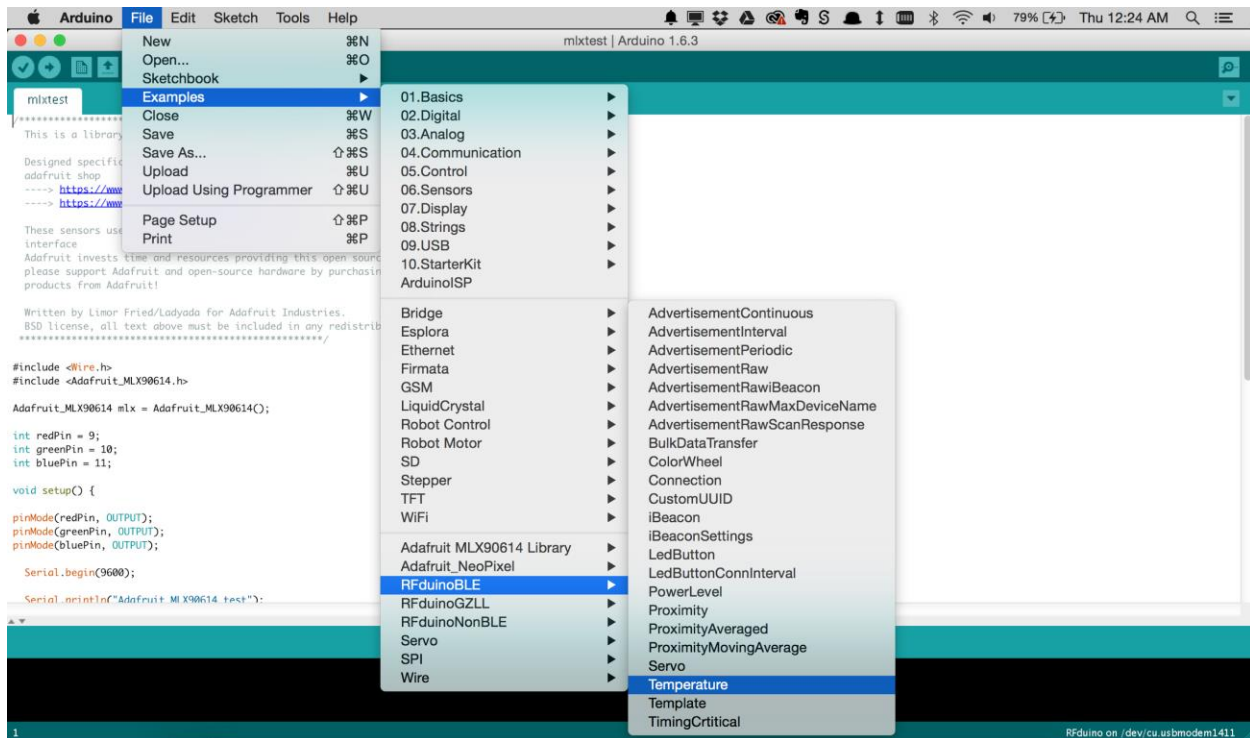 Arduino File Edit Sketch Tools Help 79% Thu 12:24 AM
mlxtest | Arduino 1.6.3
New ⌘N
Open... ⌘O
Sketchbook
Examples
Close ⌘W
Save ⌘S
Save As... ⇧⌘S
Upload ⌘U
Upload Using Programmer ⇧⌘U
Page Setup ⇧⌘P
Print ⌘P
01.Basics
02.Digital
03.Analog
04.Communication
05.Control
06.Sensors
07.Display
08.Strings
09.USB
10.StarterKit
ArduinoISP
Bridge
Esplora
Ethernet
Firmata
GSM
LiquidCrystal
Robot Control
Robot Motor
SD
Stepper
TFT
WiFi
Adafruit MLX90614 Library
Adafruit_NeoPixel
RFduinoBLE
RFduinoGZLL
RFduinoNonBLE
Servo
SPI
Wire
AdvertisementContinuous
AdvertisementInterval
AdvertisementPeriodic
AdvertisementRaw
AdvertisementRawiBeacon
AdvertisementRawMaxDeviceName
AdvertisementRawScanResponse
BulkDataTransfer
ColorWheel
Connection
CustomUUID
iBeacon
iBeaconSettings
LedButton
LedButtonConnInterval
PowerLevel
Proximity
ProximityAveraged
ProximityMovingAverage
Servo
Temperature
Template
TimingCrtitical
mlxtest
This is a library
Designed specific
adafruit shop
----> https://www
----> https://www
These sensors use
interface
Adafruit invests time and resources providing this open sourc
please support Adafruit and open-source hardware by purchasin
products from Adafruit!
Written by Limor Fried/Ladyada for Adafruit Industries.
BSD license, all text above must be included in any redistrib
****************************************************/
#include <Wire.h>
#include <Adafruit_MLX90614.h>
Adafruit_MLX90614 mlx = Adafruit_MLX90614();
int redPin = 9;
int greenPin = 10;
int bluePin = 11;
void setup() {
pinMode(redPin, OUTPUT);
pinMode(greenPin, OUTPUT);
pinMode(bluePin, OUTPUT);
Serial.begin(9600);
Serial.println("Adafruit MLX90614 test");
1 RFduino on /dev/cu.usbmodem1411